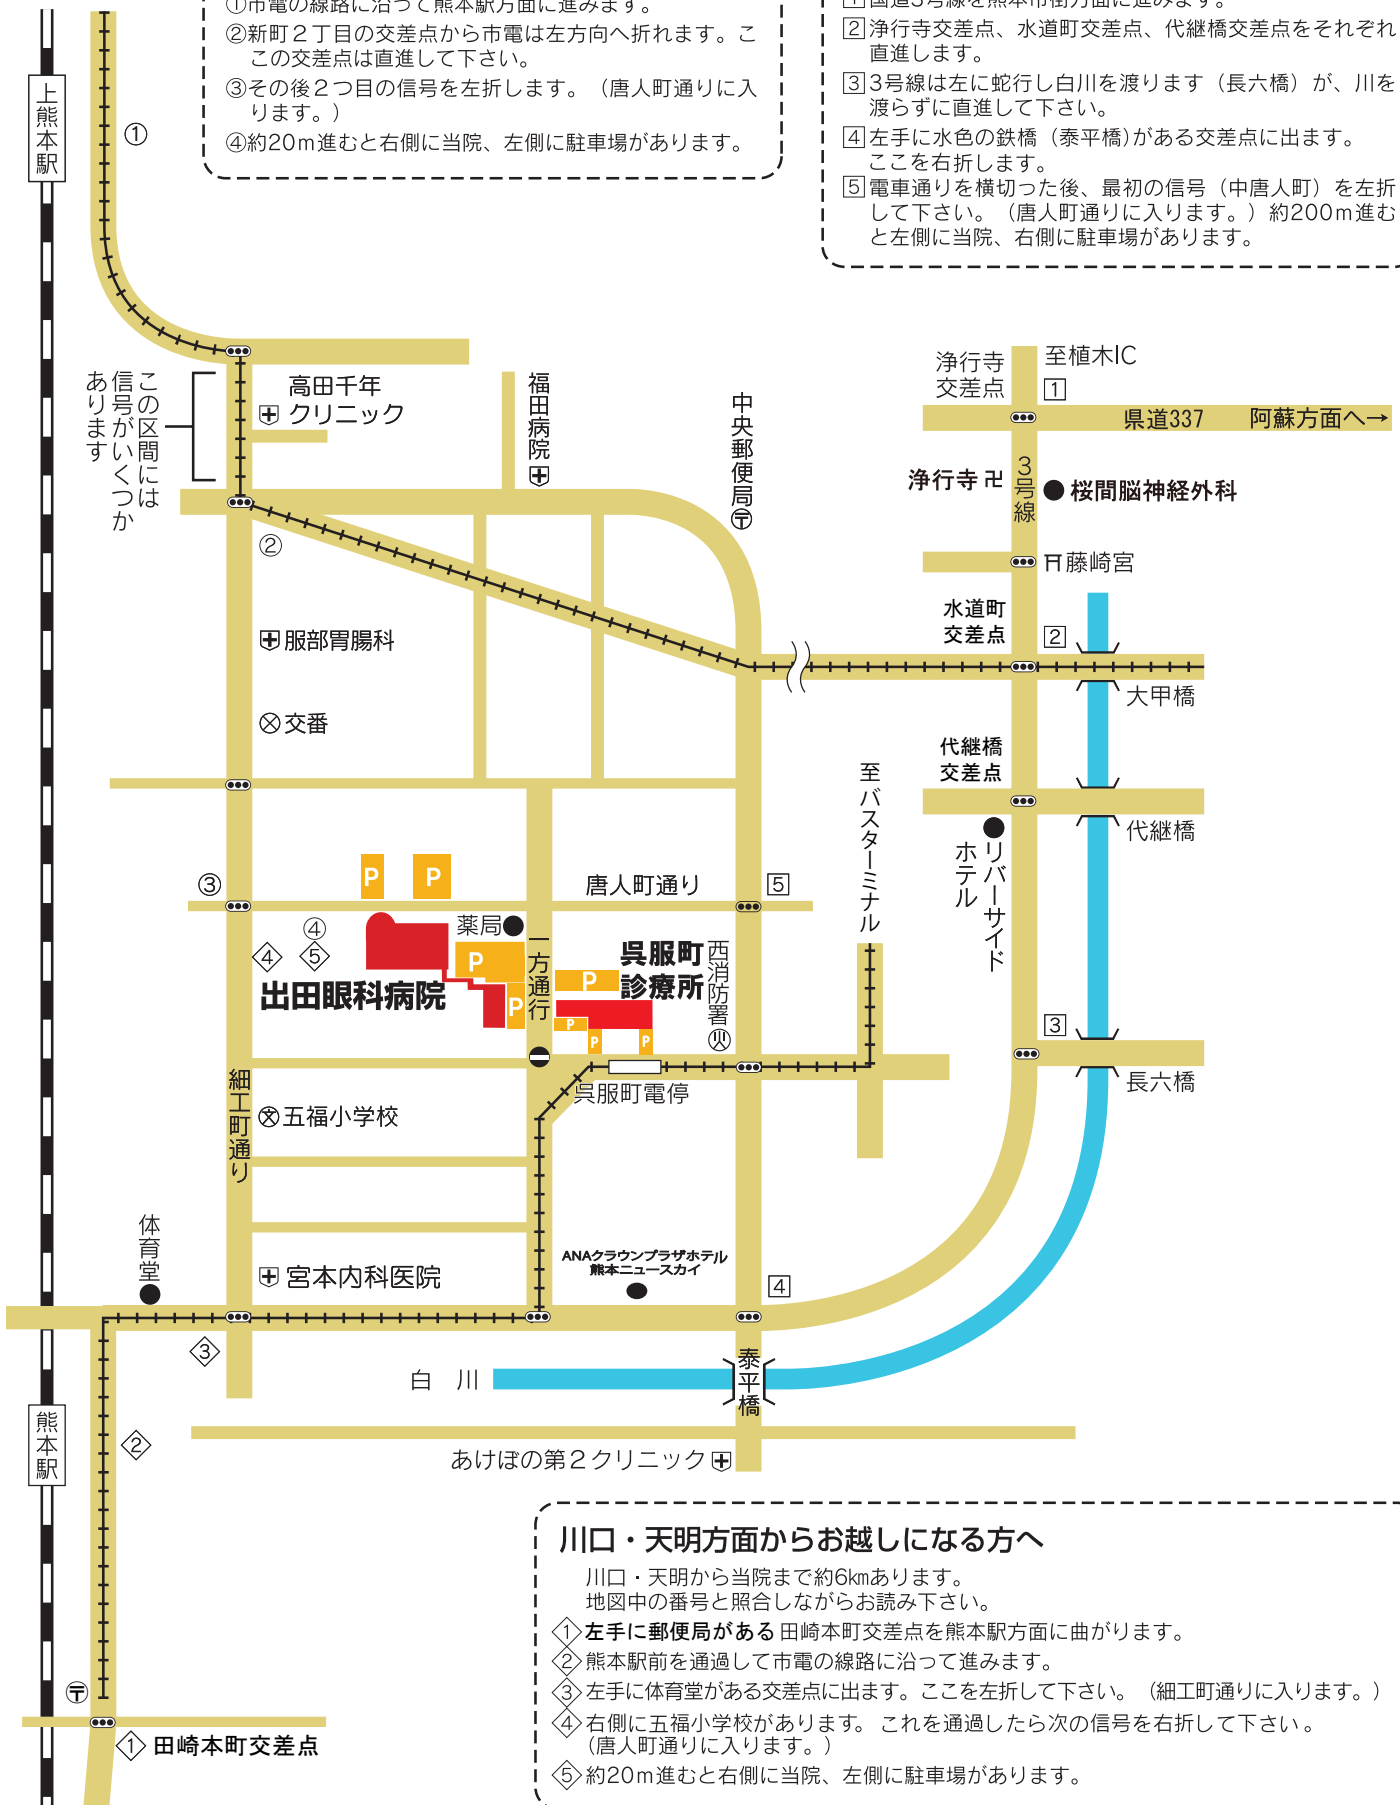 ①市電の線路に沿って熊本駅方面に進みます。
②新町２丁目の交差点から市電は左方向へ折れます。こ
の交差点は直進して下さい。
③その後２つ目の信号を左折します。（唐人町通りに入
ります。）
④約20m進むと右側に当院、左側に駐車場があります。
1 国道3号線を熊本市街方面に進みます。
2 浄行寺交差点、水道町交差点、代継橋交差点をそれぞれ
直進します。
3 3号線は左に蛇行し白川を渡ります（長六橋）が、川を
渡らずに直進して下さい。
4 左手に水色の鉄橋（泰平橋）がある交差点に出ます。
ここを右折します。
5 電車通りを横切った後、最初の信号（中唐人町）を左折
して下さい。（唐人町通りに入ります。）約200m進む
と左側に当院、右側に駐車場があります。
上熊本駅
①
この区間には
信号がいくつか
あります
高田千年
クリニック
福田病院
中央郵便局
浄行寺
交差点
至植木IC
1
県道337
阿蘇方面へ→
浄行寺 卍
3号線
桜間脳神経外科
②
藤崎宮
水道町
交差点
2
服部胃腸科
大甲橋
交番
代継橋
交差点
至バスターミナル
代継橋
リバーサイド
ホテル
P
P
③
唐人町通り
5
④
薬局
4
5
出田眼科病院
P
P
一方通行
呉服町
診療所
P
P
P
P
西消防署
3
呉服町電停
長六橋
細工町通り
五福小学校
体育堂
宮本内科医院
ANAクラウンプラザホテル
熊本ニュースカイ
4
3
白　川
泰平橋
熊本駅
2
あけぼの第２クリニック
1
田崎本町交差点
川口・天明方面からお越しになる方へ
川口・天明から当院まで約6kmあります。
地図中の番号と照合しながらお読み下さい。
1 左手に郵便局がある 田崎本町交差点を熊本駅方面に曲がります。
2 熊本駅前を通過して市電の線路に沿って進みます。
3 左手に体育堂がある交差点に出ます。ここを左折して下さい。（細工町通りに入ります。）
4 右側に五福小学校があります。これを通過したら次の信号を右折して下さい。
（唐人町通りに入ります。）
5 約20m進むと右側に当院、左側に駐車場があります。